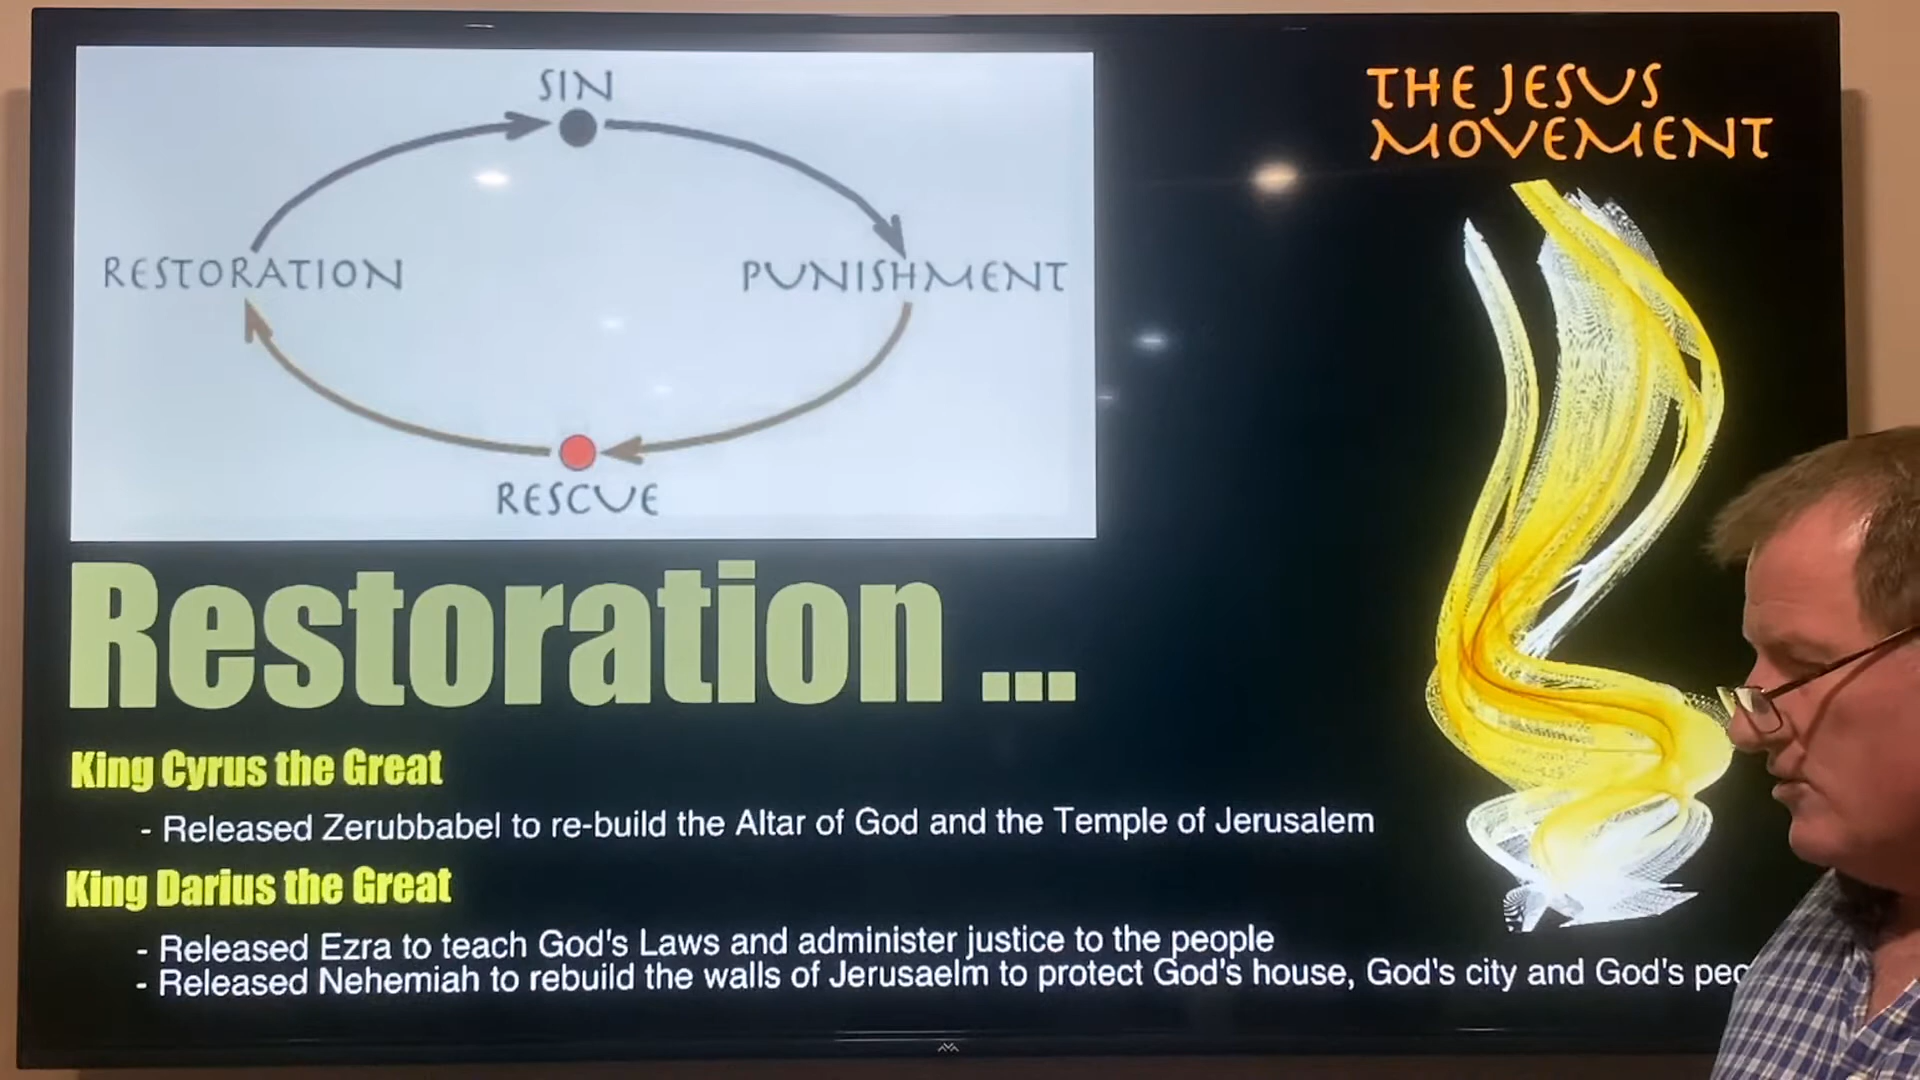 SIN
RESTORATION
PUNISHMENT
RESCUE
THE JESUS
MOVEMENT
Restoration ...
King Cyrus the Great
- Released Zerubbabel to re-build the Altar of God and the Temple of Jerusalem
King Darius the Great
- Released Ezra to teach God's Laws and administer justice to the people
- Released Nehemiah to rebuild the walls of Jerusaelm to protect God's house, God's city and God's